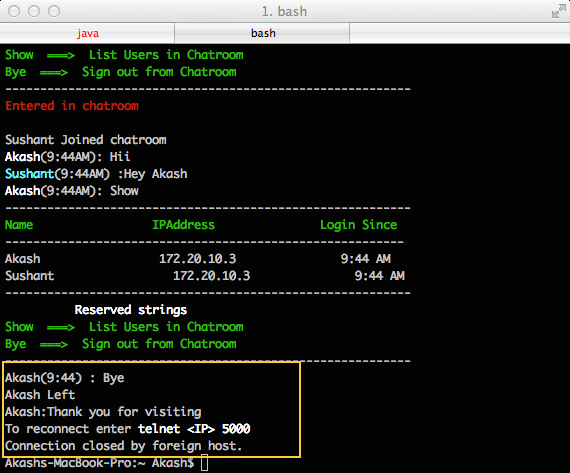 1. bash
java
bash
Show ===> List Users in Chatroom
Bye ===> Sign out from Chatroom
----------------------------------------------------------
Entered in chatroom
Sushant Joined chatroom
Akash(9:44AM): Hii
Sushant(9:44AM) :Hey Akash
Akash(9:44AM): Show
----------------------------------------------------------
Name IPAddress Login Since
---------------------------------------------------------
Akash 172.20.10.3 9:44 AM
Sushant 172.20.10.3 9:44 AM
----------------------------------------------------------
Reserved strings
Show ===> List Users in Chatroom
Bye ===> Sign out from Chatroom
----------------------------------------------------------
Akash(9:44) : Bye
Akash Left
Akash:Thank you for visiting
To reconnect enter telnet <IP> 5000
Connection closed by foreign host.
Akashs-MacBook-Pro:~ Akash$